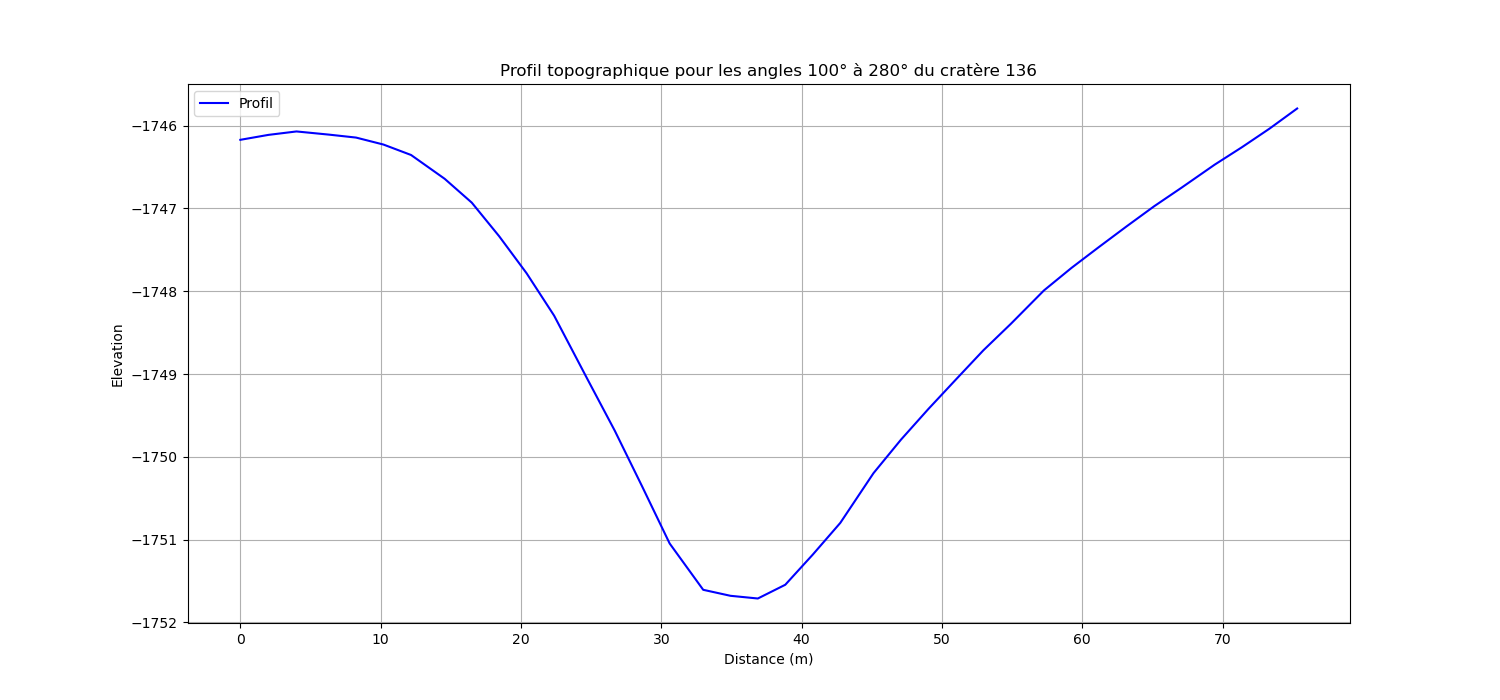 Profil topographique pour les angles 100° à 280° du cratère 136
Profil
−1746
−1747
−1748
−1749
−1750
−1751
−1752
Elevation
0 10 20 30 40 50 60 70
Distance (m)